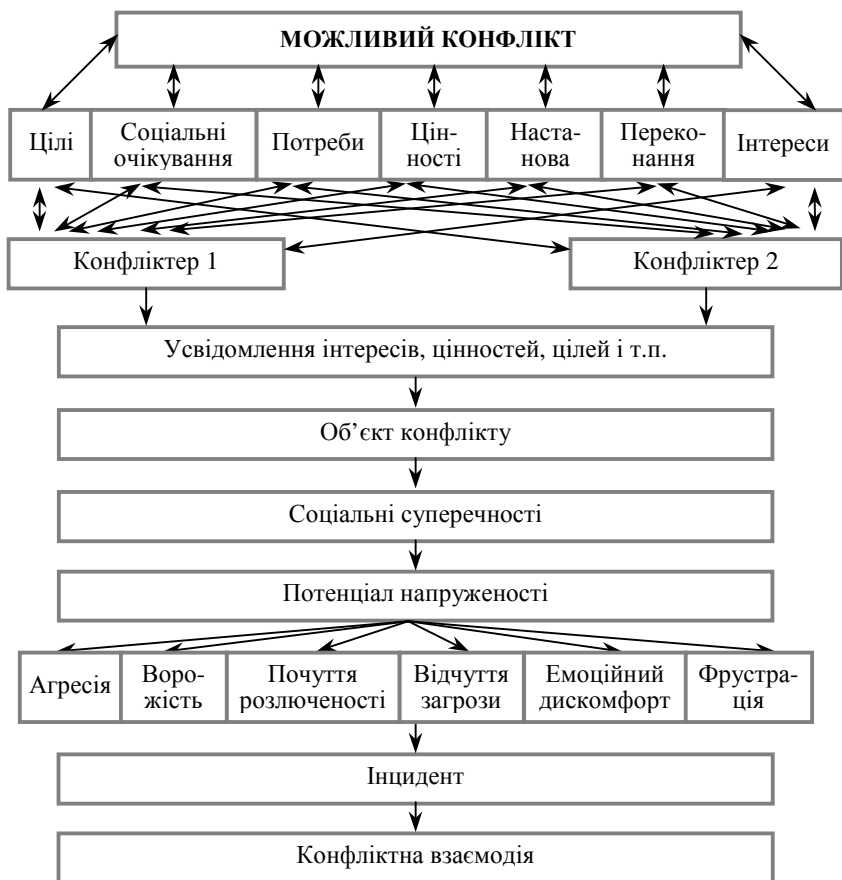 МОЖЛИВИЙ КОНФЛІКТ
Цілі
Соціальні
очікування
Потреби
Цін-
ності
Наста-
нова
Переко-
нання
Інтереси
Конфліктер 1
Конфліктер 2
Усвідомлення інтересів, цінностей, цілей і т.п.
Об’єкт конфлікту
Соціальні суперечності
Потенціал напруженості
Агресія
Воро-
жість
Почуття
розлюченості
Відчуття
загрози
Емоційний
дискомфорт
Фрустра-
ція
Інцидент
Конфліктна взаємодія